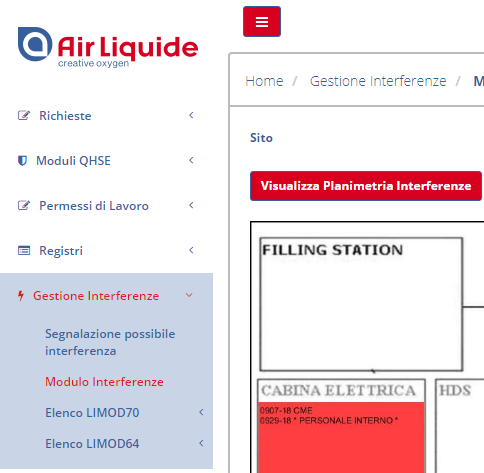 Air Liquide
creative oxygen
Richieste
Moduli QHSE
Permessi di Lavoro
Registri
Gestione Interferenze
Segnalazione possibile
interferenza
Modulo Interferenze
Elenco LIMOD70
Elenco LIMOD64
Home / Gestione Interferenze / M
Sito
Visualizza Planimetria Interferenze
FILLING STATION
CABINA ELETTRICA
0907-18 CME
0929-18 " PERSONALE INTERNO "
HDS